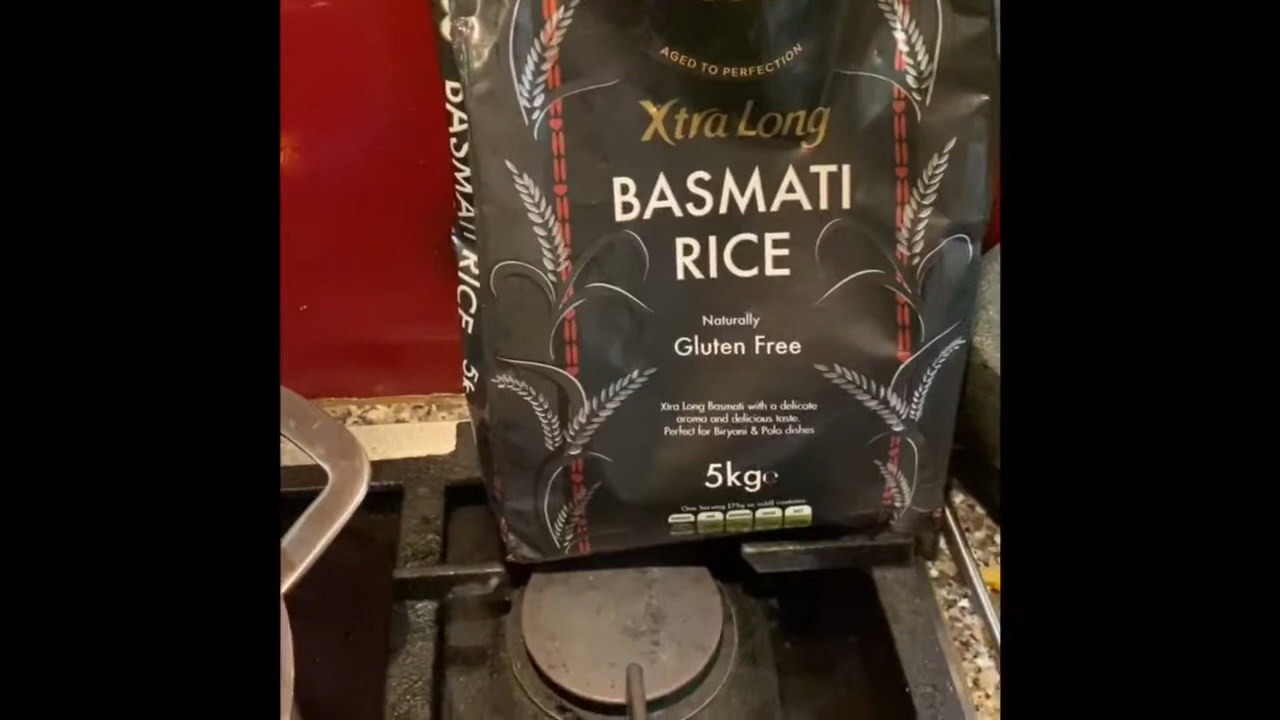 AGED TO PERFECTION
Xtra Long
BASMATI
RICE
Naturally
Gluten Free
Xtra Long Basmati with a delicate
aroma and delicious taste.
Perfect for Biryani & Polo dishes
5kg℮
BASMATI RICE 5k